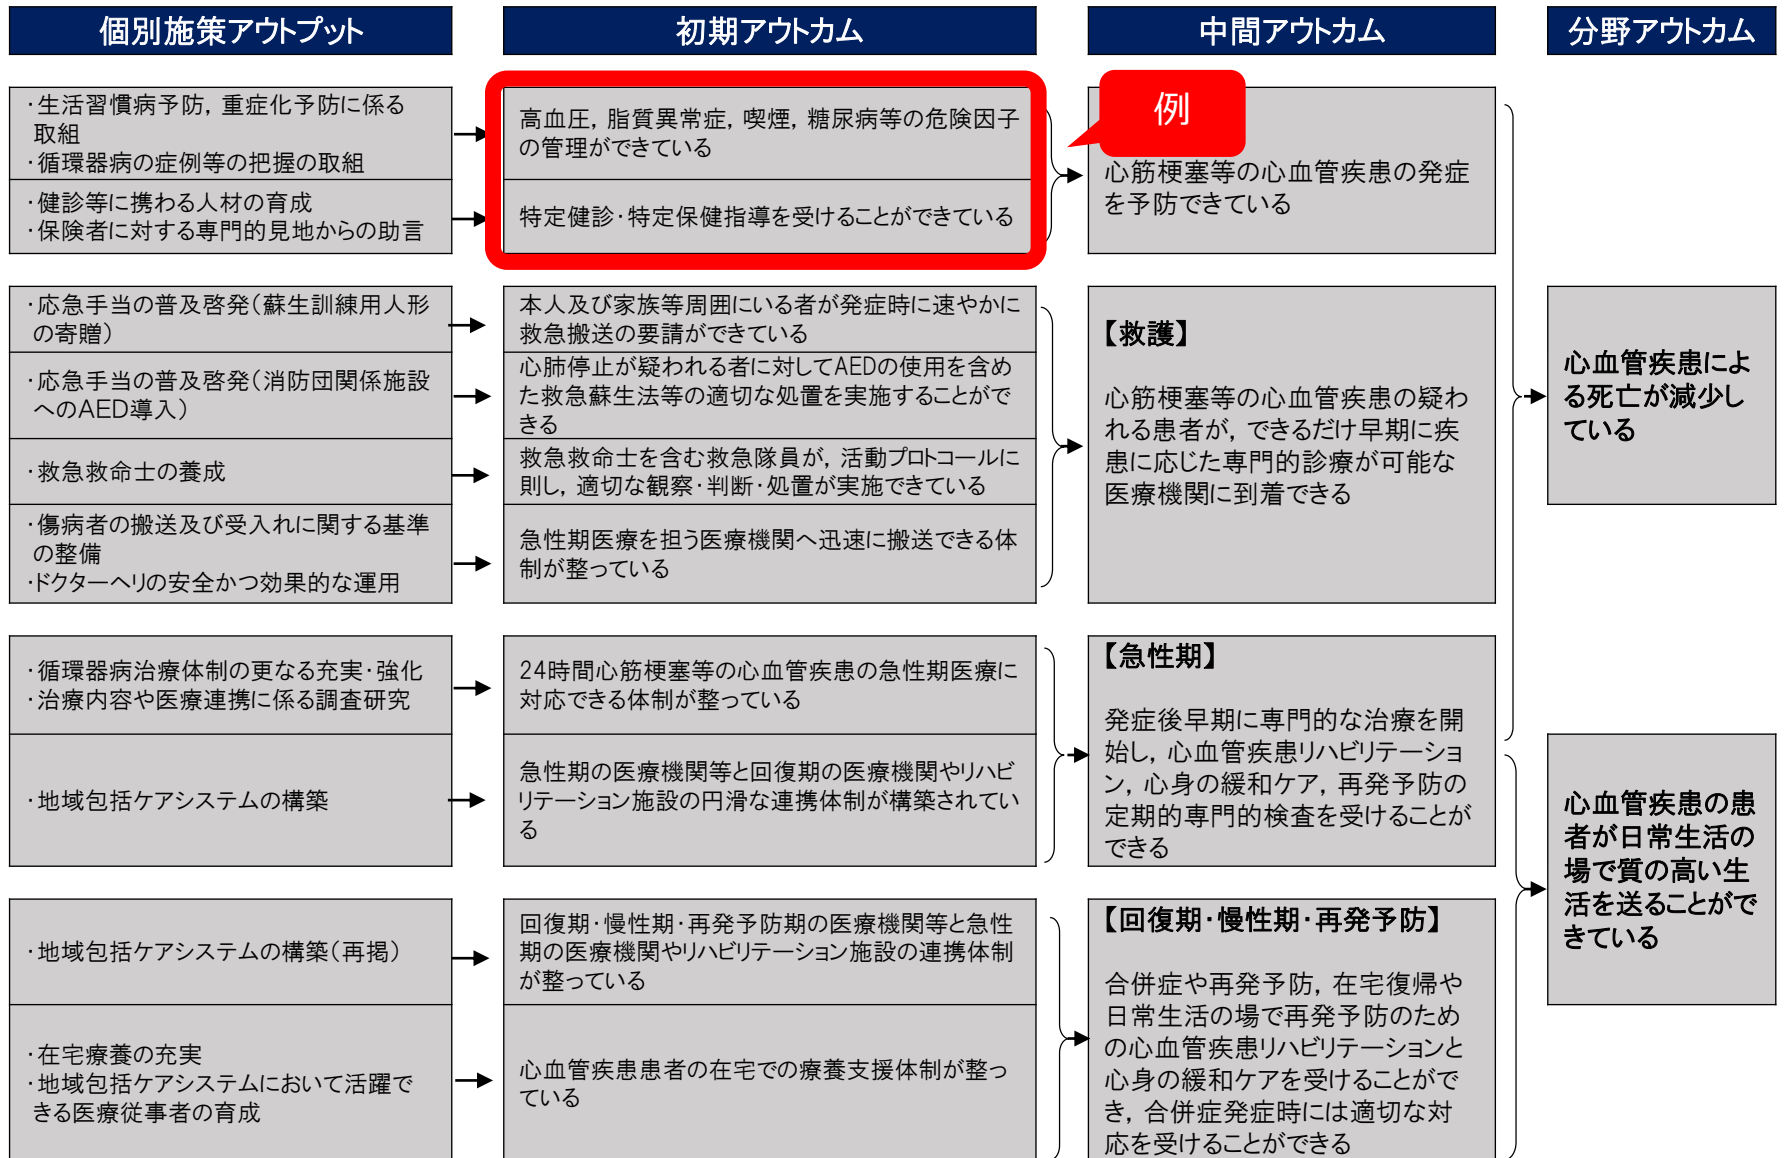 個別施策アウトプット
初期アウトカム
中間アウトカム
分野アウトカム
・生活習慣病予防，重症化予防に係る
取組
・循環器病の症例等の把握の取組
・健診等に携わる人材の育成
・保険者に対する専門的見地からの助言
高血圧，脂質異常症，喫煙，糖尿病等の危険因子
の管理ができている
特定健診・特定保健指導を受けることができている
例
心筋梗塞等の心血管疾患の発症
を予防できている
・応急手当の普及啓発（蘇生訓練用人形
の寄贈）
・応急手当の普及啓発（消防団関係施設
へのAED導入）
・救急救命士の養成
・傷病者の搬送及び受入れに関する基準
の整備
・ドクターヘリの安全かつ効果的な運用
本人及び家族等周囲にいる者が発症時に速やかに
救急搬送の要請ができている
心肺停止が疑われる者に対してAEDの使用を含め
た救急蘇生法等の適切な処置を実施することがで
きる
救急救命士を含む救急隊員が，活動プロトコールに
則し，適切な観察・判断・処置が実施できている
急性期医療を担う医療機関へ迅速に搬送できる体
制が整っている
【救護】
心筋梗塞等の心血管疾患の疑わ
れる患者が，できるだけ早期に疾
患に応じた専門的診療が可能な
医療機関に到着できる
心血管疾患によ
る死亡が減少し
ている
・循環器病治療体制の更なる充実・強化
・治療内容や医療連携に係る調査研究
・地域包括ケアシステムの構築
24時間心筋梗塞等の心血管疾患の急性期医療に
対応できる体制が整っている
急性期の医療機関等と回復期の医療機関やリハビ
リテーション施設の円滑な連携体制が構築されてい
る
【急性期】
発症後早期に専門的な治療を開
始し，心血管疾患リハビリテーショ
ン，心身の緩和ケア，再発予防の
定期的専門的検査を受けることが
できる
心血管疾患の患
者が日常生活の
場で質の高い生
活を送ることがで
きている
・地域包括ケアシステムの構築（再掲）
・在宅療養の充実
・地域包括ケアシステムにおいて活躍で
きる医療従事者の育成
回復期・慢性期・再発予防期の医療機関等と急性
期の医療機関やリハビリテーション施設の連携体制
が整っている
心血管疾患患者の在宅での療養支援体制が整っ
ている
【回復期・慢性期・再発予防】
合併症や再発予防，在宅復帰や
日常生活の場で再発予防のため
の心血管疾患リハビリテーションと
心身の緩和ケアを受けることがで
き，合併症発症時には適切な対
応を受けることができる